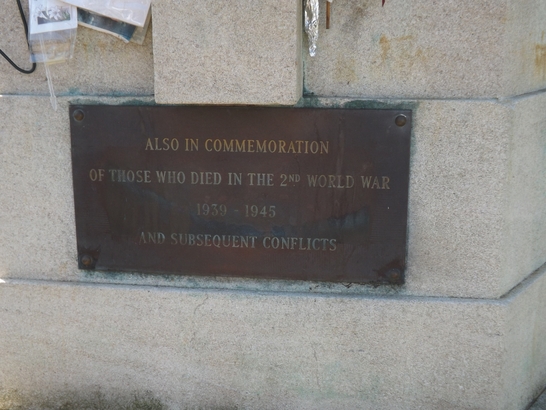 ALSO IN COMMEMORATION
OF THOSE WHO DIED IN THE 2ND WORLD WAR
1939 - 1945
AND SUBSEQUENT CONFLICTS